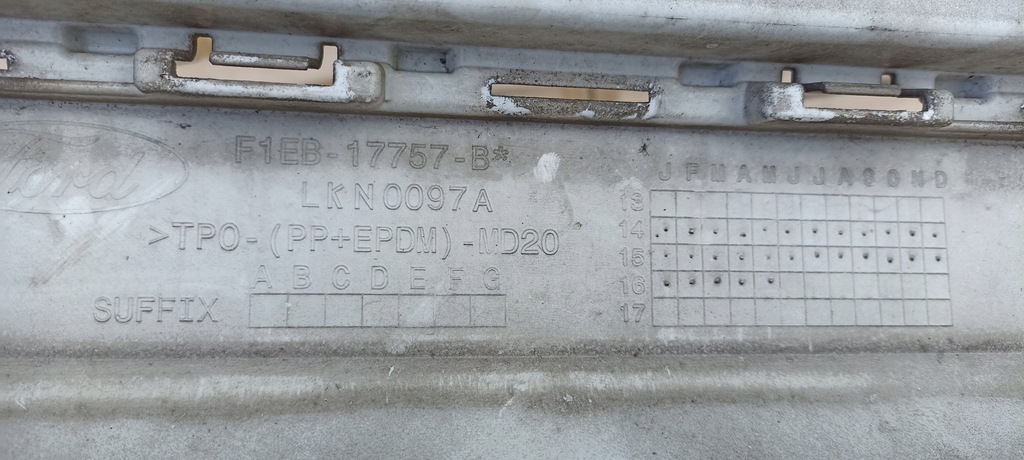 Ford
F1EB-17757-B*
LKN0097A
>TPO-(PP+EPDM)-MD20
A B C D E F G
SUFFIX
J F M A M J J A S O N D
13
14
15
16
17